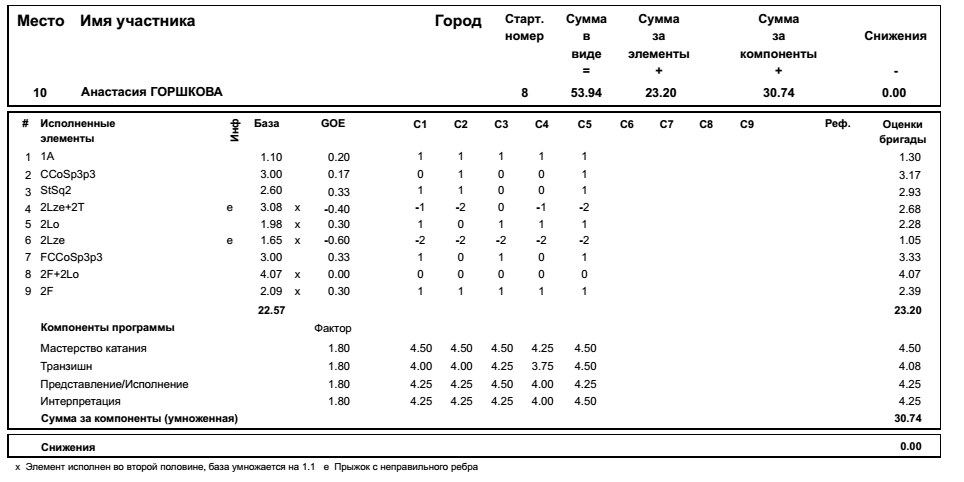 Место Имя участника Город Старт. номер Сумма в виде = Сумма за элементы + Сумма за компоненты + Снижения -
10 Анастасия ГОРШКОВА 8 53.94 23.20 30.74 0.00
# Исполненные элементы Инф База GOE C1 C2 C3 C4 C5 C6 C7 C8 C9 Реф. Оценки бригады
1 1A 1.10 0.20 1 1 1 1 1 1.30
2 CCoSp3p3 3.00 0.17 0 1 0 0 1 3.17
3 StSq2 2.60 0.33 1 1 0 0 1 2.93
4 2Lze+2T e 3.08 x -0.40 -1 -2 0 -1 -2 2.68
5 2Lo 1.98 x 0.30 1 0 1 1 1 2.28
6 2Lze e 1.65 x -0.60 -2 -2 -2 -2 -2 1.05
7 FCCoSp3p3 3.00 0.33 1 0 1 0 1 3.33
8 2F+2Lo 4.07 x 0.00 0 0 0 0 0 4.07
9 2F 2.09 x 0.30 1 1 1 1 1 2.39
22.57 23.20
Компоненты программы Фактор
Мастерство катания 1.80 4.50 4.50 4.50 4.25 4.50 4.50
Транзишн 1.80 4.00 4.00 4.25 3.75 4.50 4.08
Представление/Исполнение 1.80 4.25 4.25 4.50 4.00 4.25 4.25
Интерпретация 1.80 4.25 4.25 4.25 4.00 4.50 4.25
Сумма за компоненты (умноженная) 30.74
Снижения 0.00
x Элемент исполнен во второй половине, база умножается на 1.1 e Прыжок с неправильного ребра